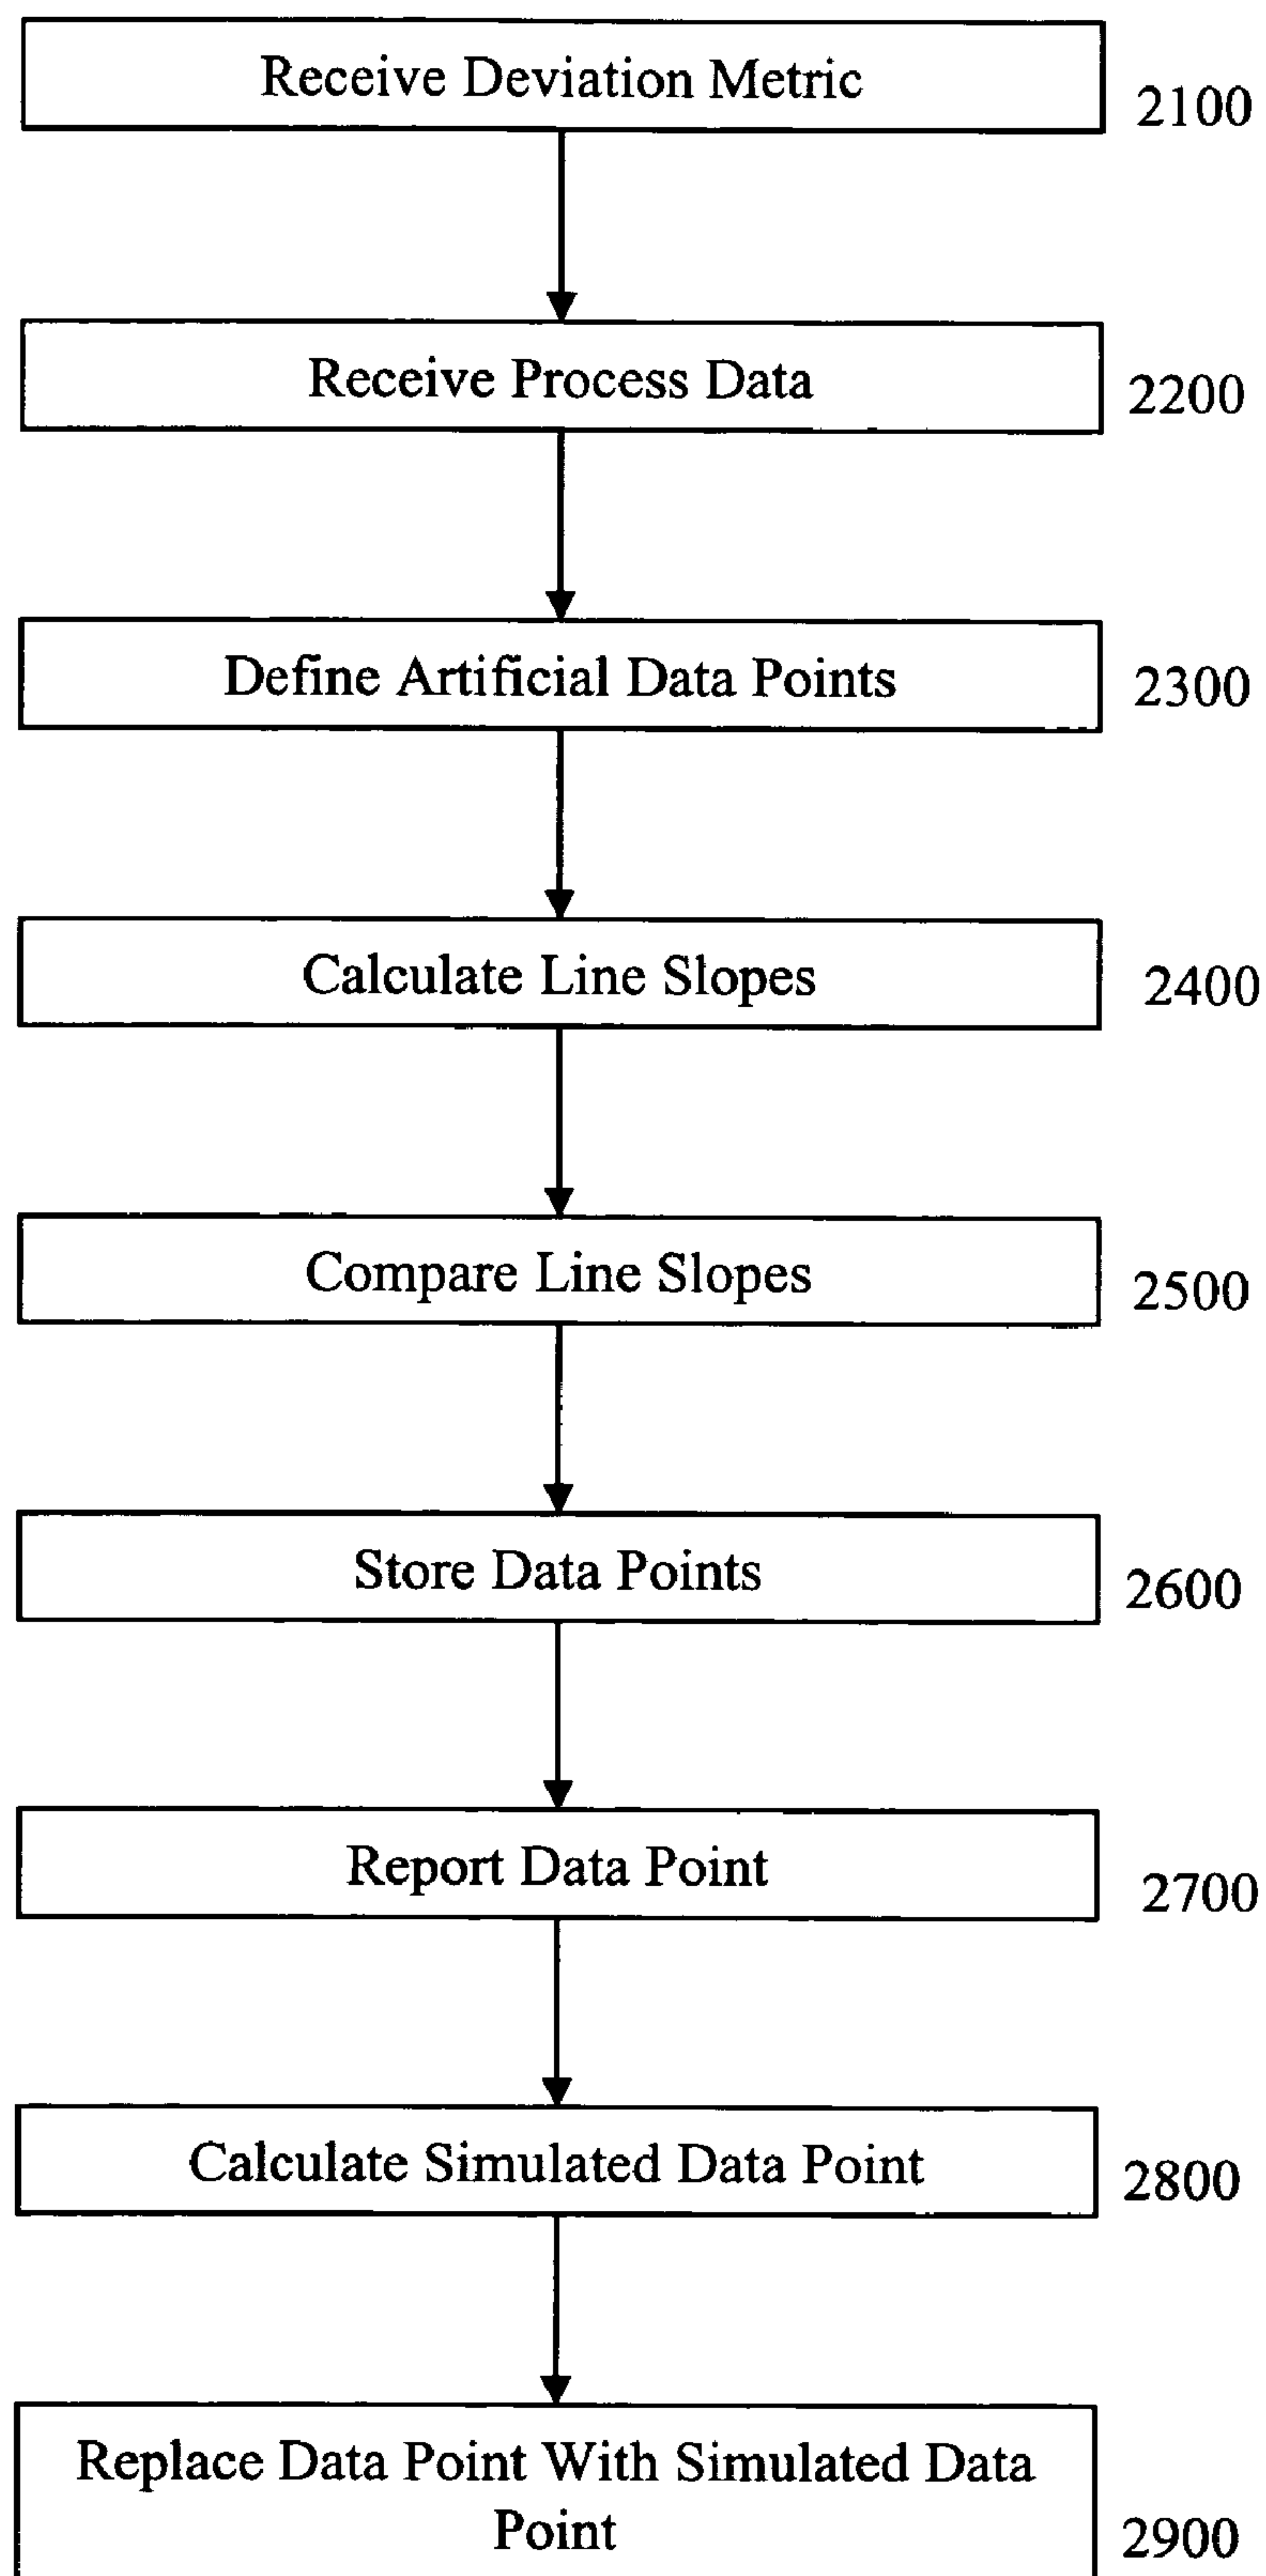 Receive Deviation Metric
2100
Receive Process Data
2200
Define Artificial Data Points
2300
Calculate Line Slopes
2400
Compare Line Slopes
2500
Store Data Points
2600
Report Data Point
2700
Calculate Simulated Data Point
2800
Replace Data Point With Simulated Data
Point
2900